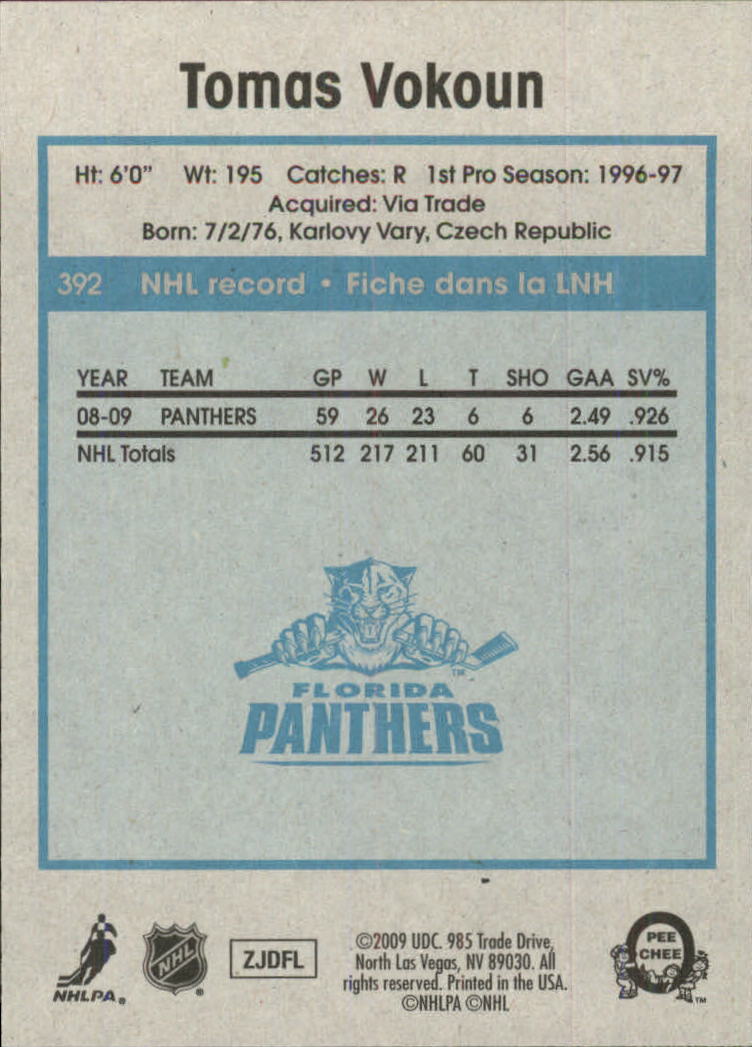 Tomas Vokoun
Ht: 6'0" Wt: 195 Catches: R 1st Pro Season: 1996-97
Acquired: Via Trade
Born: 7/2/76, Karlovy Vary, Czech Republic
392 NHL record • Fiche dans la LNH
YEAR TEAM GP W L T SHO GAA SV%
08-09 PANTHERS 59 26 23 6 6 2.49 .926
NHL Totals 512 217 211 60 31 2.56 .915
TM
FLORIDA
PANTHERS
NHLPA®
NHL®
ZJDFL
©2009 UDC. 985 Trade Drive,
North Las Vegas, NV 89030. All
rights reserved. Printed in the USA.
©NHLPA ©NHL
O
PEE
CHEE
TM